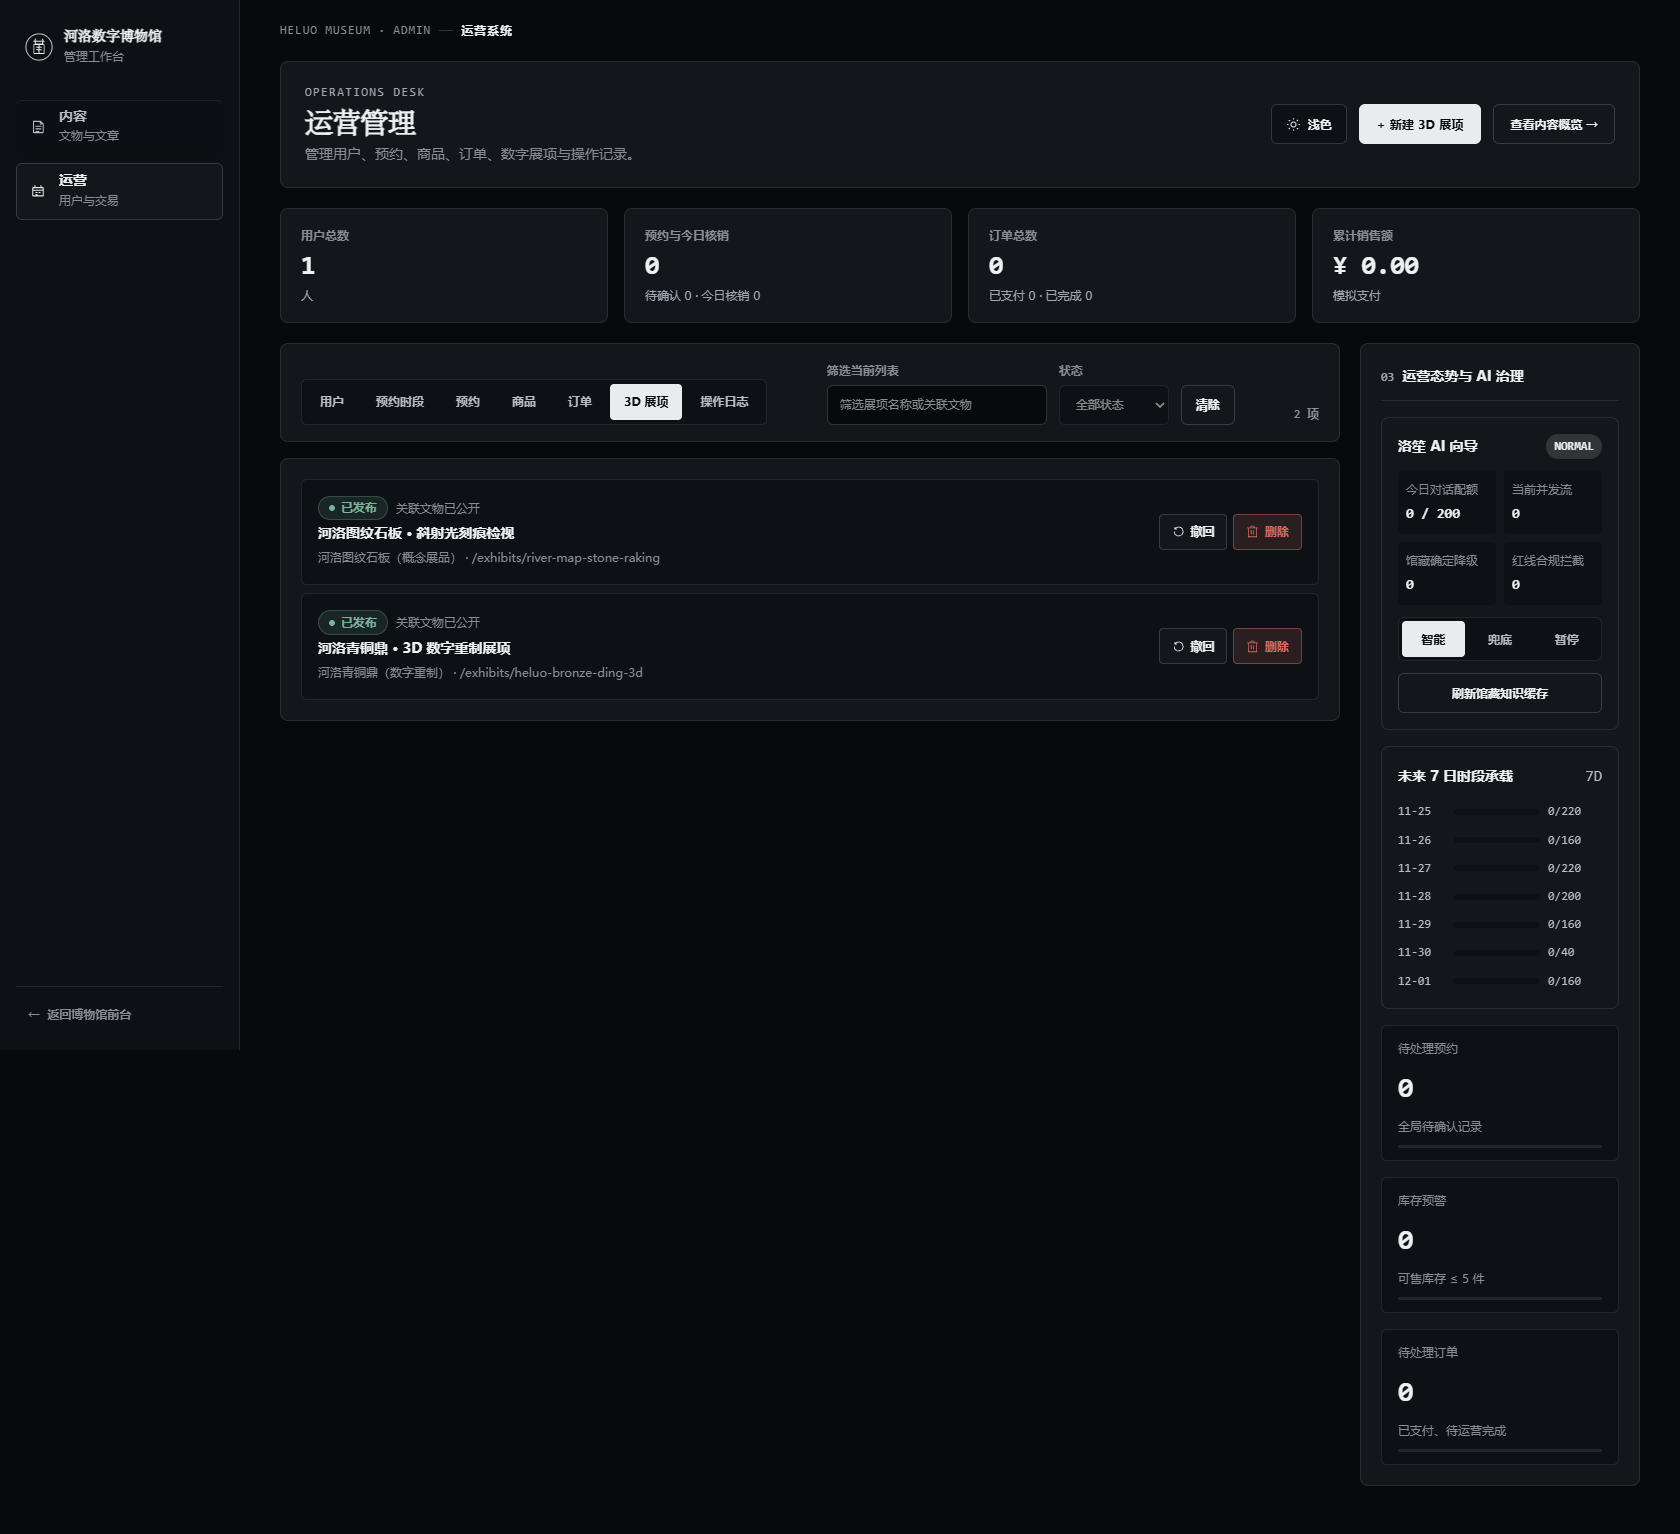 河洛数字博物馆
管理工作台
内容
文物与文章
运营
用户与交易
← 返回博物馆前台
HELUO MUSEUM · ADMIN — 运营系统
OPERATIONS DESK
运营管理
管理用户、预约、商品、订单、数字展项与操作记录。
浅色
+ 新建 3D 展项
查看内容概览 →
用户总数
1
人
预约与今日核销
0
待确认 0 · 今日核销 0
订单总数
0
已支付 0 · 已完成 0
累计销售额
¥ 0.00
模拟支付
用户 预约时段 预约 商品 订单 3D 展项 操作日志
筛选当前列表
筛选展项名称或关联文物
状态
全部状态
清除
2 项
已发布 关联文物已公开
河洛图纹石板 • 斜射光刻痕检视
河洛图纹石板（概念展品） · /exhibits/river-map-stone-raking
撤回 删除
已发布 关联文物已公开
河洛青铜鼎 • 3D 数字重制展项
河洛青铜鼎（数字重制） · /exhibits/heluo-bronze-ding-3d
撤回 删除
03 运营态势与 AI 治理
洛笙 AI 向导 NORMAL
今日对话配额
0 / 200
当前并发流
0
馆藏确定降级
0
红线合规拦截
0
智能 兜底 暂停
刷新馆藏知识缓存
未来 7 日时段承载 7D
11-25 0/220
11-26 0/160
11-27 0/220
11-28 0/200
11-29 0/160
11-30 0/40
12-01 0/160
待处理预约
0
全局待确认记录
库存预警
0
可售库存 ≤ 5 件
待处理订单
0
已支付、待运营完成